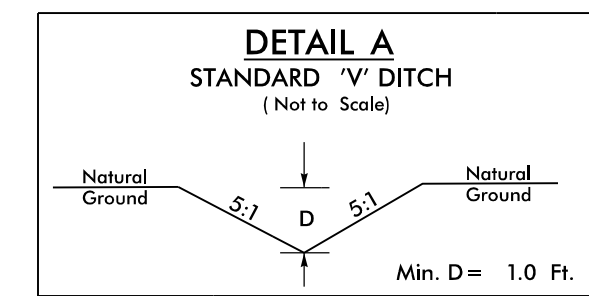 DETAIL A
STANDARD 'V' DITCH
( Not to Scale)
Natural
Ground
5:1
D
5:1
Natural
Ground
Min. D = 1.0 Ft.